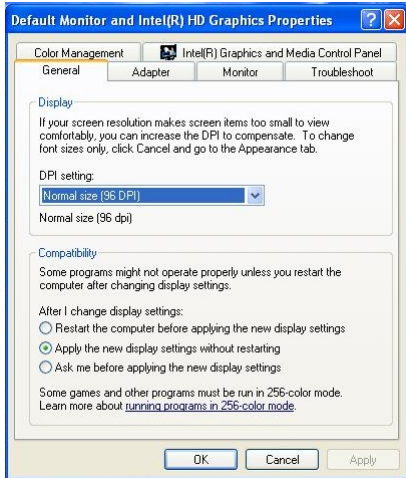 Default Monitor and Intel(R) HD Graphics Properties
Color Management
Intel(R) Graphics and Media Control Panel
General
Adapter
Monitor
Troubleshoot
Display
If your screen resolution makes screen items too small to view
comfortably, you can increase the DPI to compensate. To change
font sizes only, click Cancel and go to the Appearance tab.
DPI setting:
Normal size (96 DPI)
Normal size (96 dpi)
Compatibility
Some programs might not operate properly unless you restart the
computer after changing display settings.
After I change display settings:
Restart the computer before applying the new display settings
Apply the new display settings without restarting
Ask me before applying the new display settings
Some games and other programs must be run in 256-color mode.
Learn more about running programs in 256-color mode.
OK
Cancel
Apply